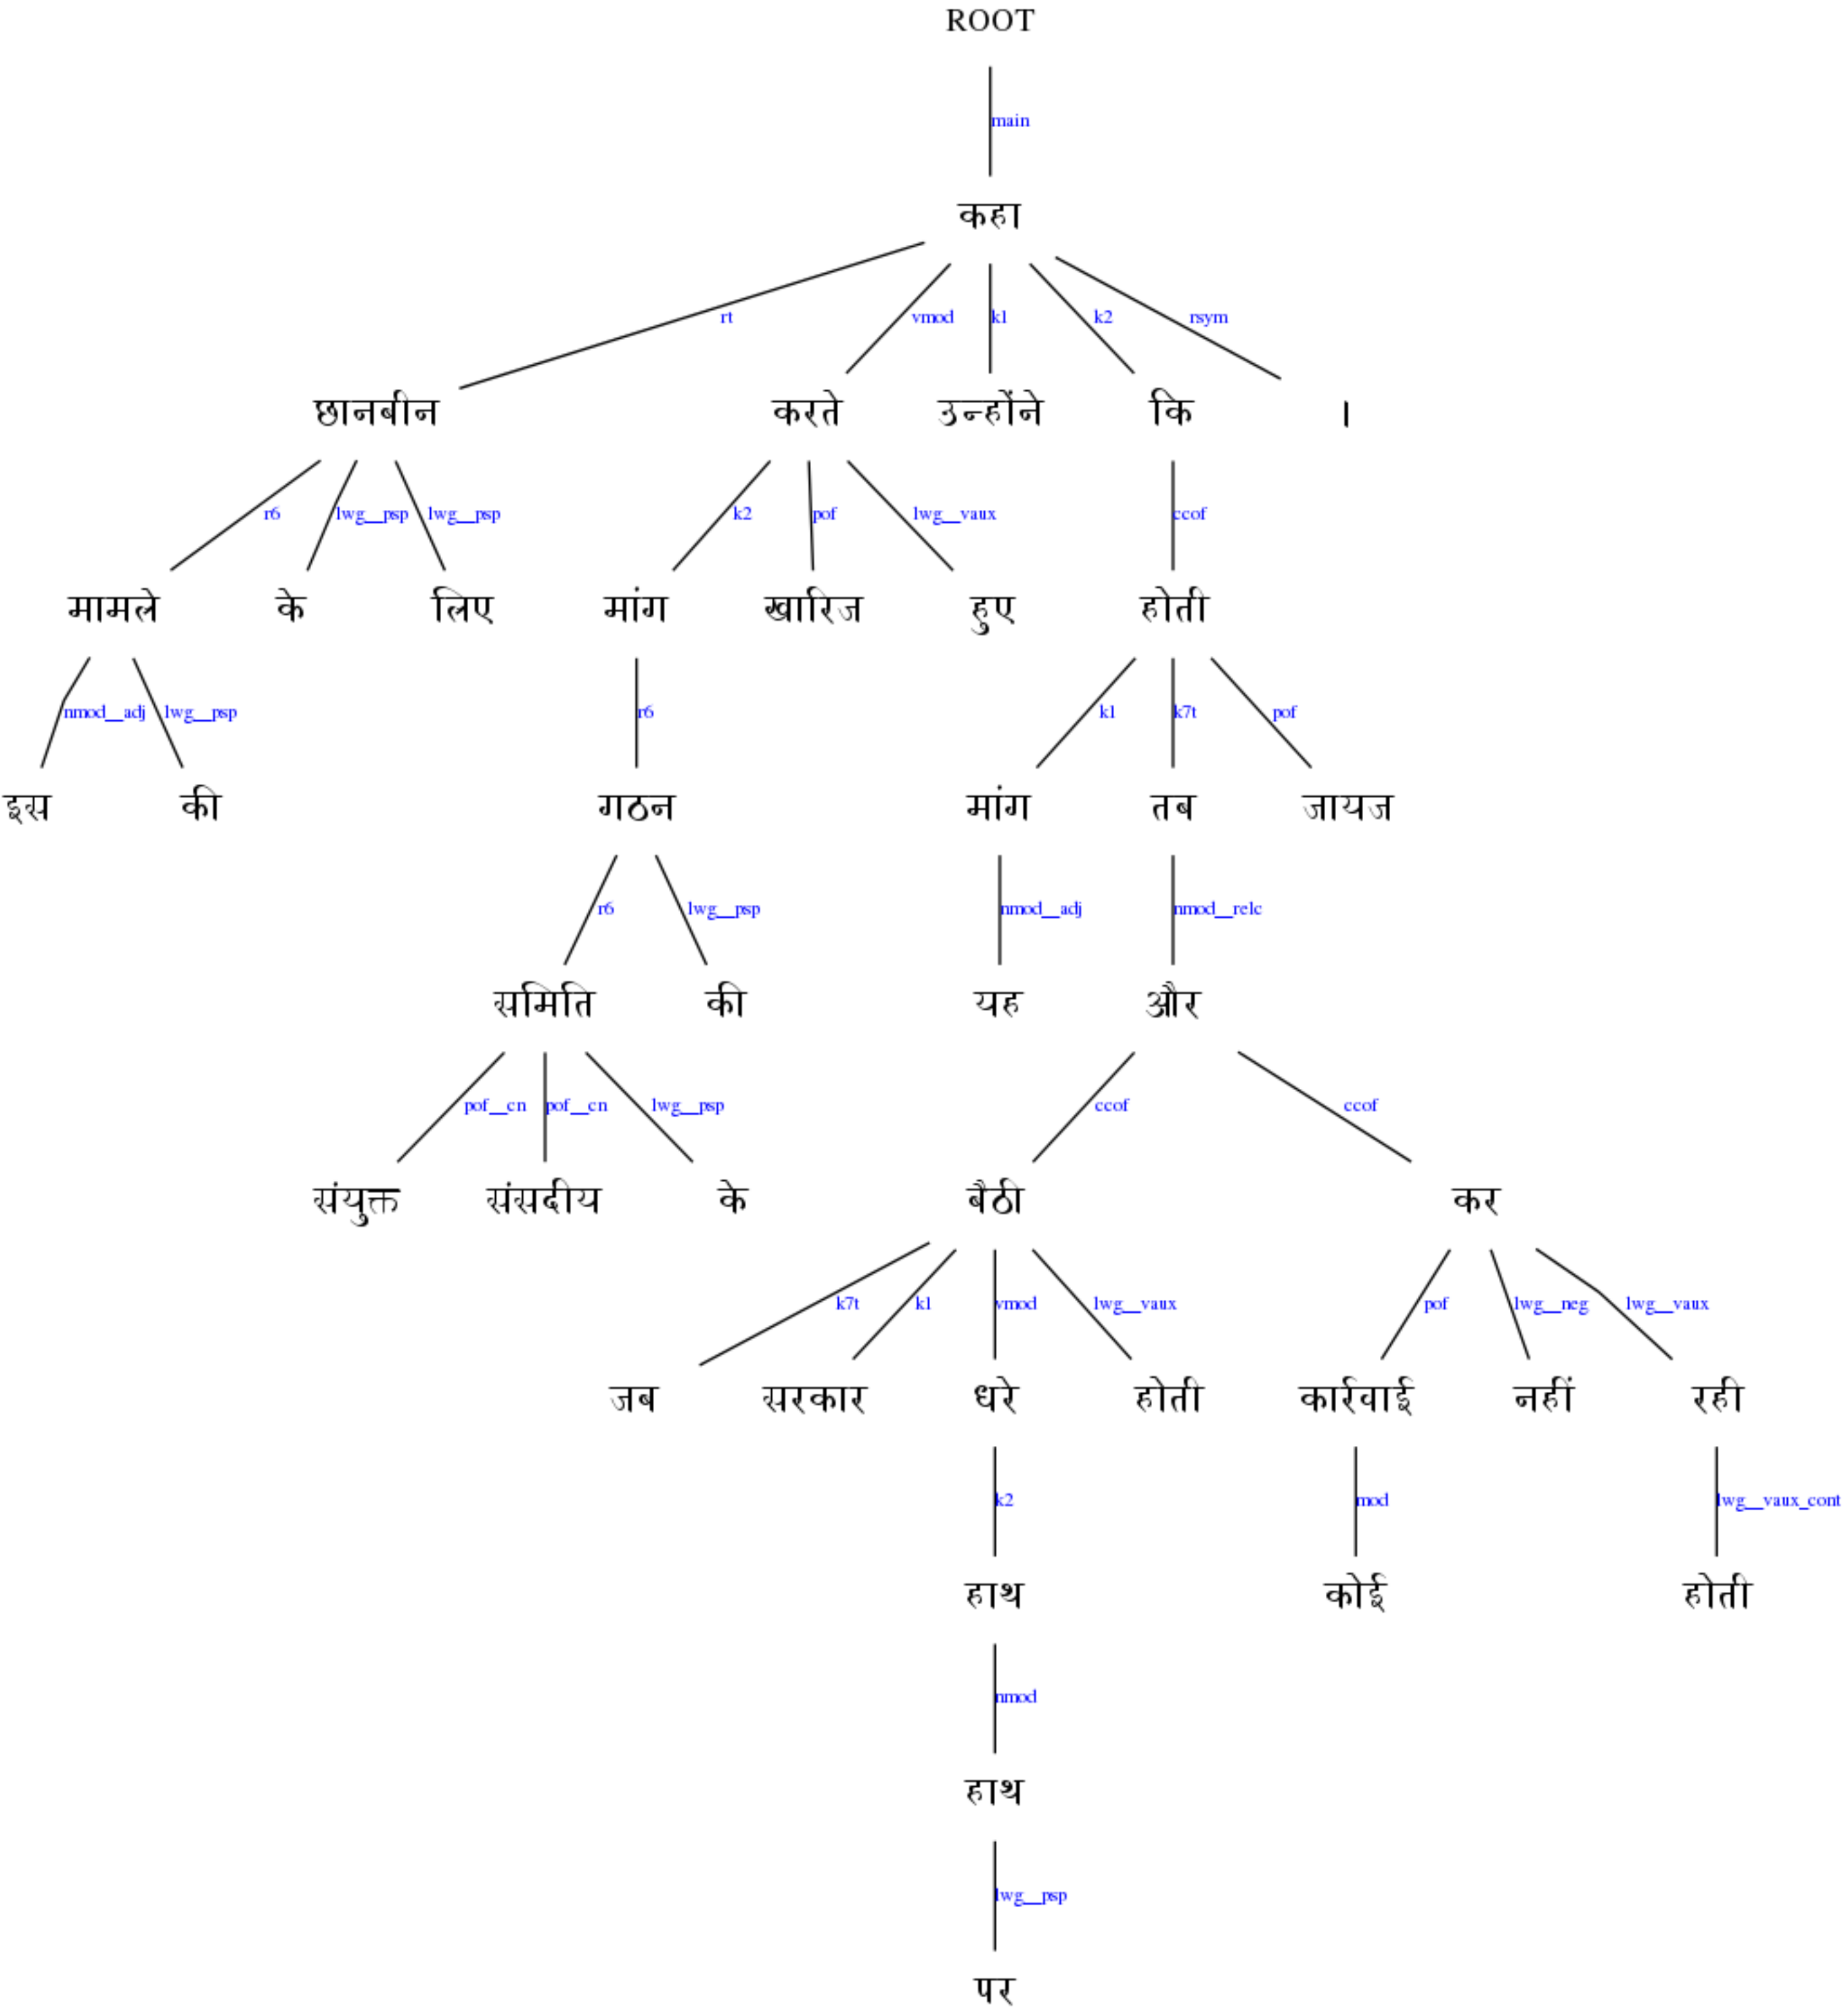 ROOT
main
कहा
rt vmod k1 k2 rsym
छानबीन करते उन्होंने कि ।
r6 lwg__psp lwg__psp k2 pof lwg__vaux ccof
मामले के लिए मांग खारिज हुए होती
nmod__adj lwg__psp r6 k1 k7t pof
इस की गठन मांग तब जायज
r6 lwg__psp nmod__adj nmod__relc
समिति की यह और
pof__cn pof__cn lwg__psp ccof ccof
संयुक्त संसदीय के बैठी कर
k7t k1 vmod lwg__vaux pof lwg__neg lwg__vaux
जब सरकार धरे होती कार्रवाई नहीं रही
k2 mod lwg__vaux_cont
हाथ कोई होती
nmod
हाथ
lwg__psp
पर